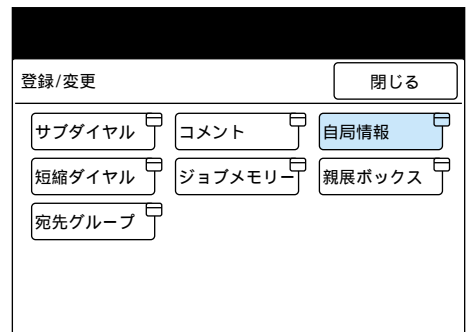 登録/変更
閉じる
サブダイヤル
コメント
自局情報
短縮ダイヤル
ジョブメモリー
親展ボックス
宛先グループ